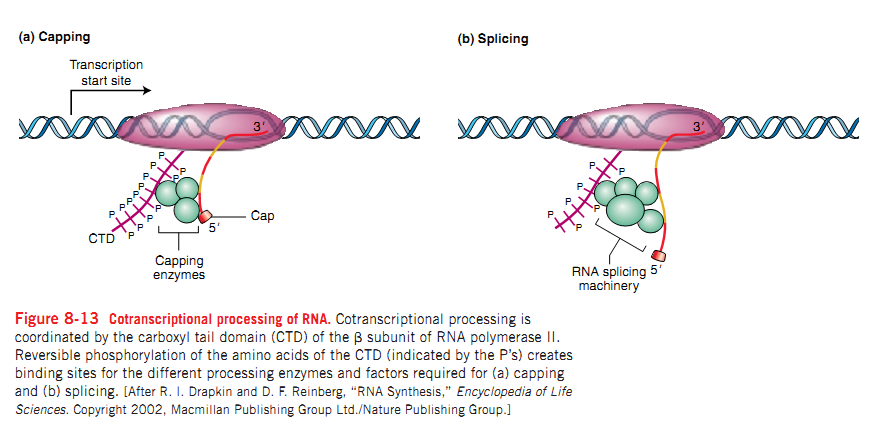 (a) Capping
Transcription
start site
3′
P
P
P
P
P
P
P
P
P
P
P
P
P
CTD
5′
Cap
Capping
enzymes
(b) Splicing
3′
P
P
P
P
P
P
P
P
RNA splicing 5′
machinery
Figure 8-13 Cotranscriptional processing of RNA. Cotranscriptional processing is
coordinated by the carboxyl tail domain (CTD) of the β subunit of RNA polymerase II.
Reversible phosphorylation of the amino acids of the CTD (indicated by the P's) creates
binding sites for the different processing enzymes and factors required for (a) capping
and (b) splicing. [After R. I. Drapkin and D. F. Reinberg, “RNA Synthesis,” Encyclopedia of Life
Sciences. Copyright 2002, Macmillan Publishing Group Ltd./Nature Publishing Group.]